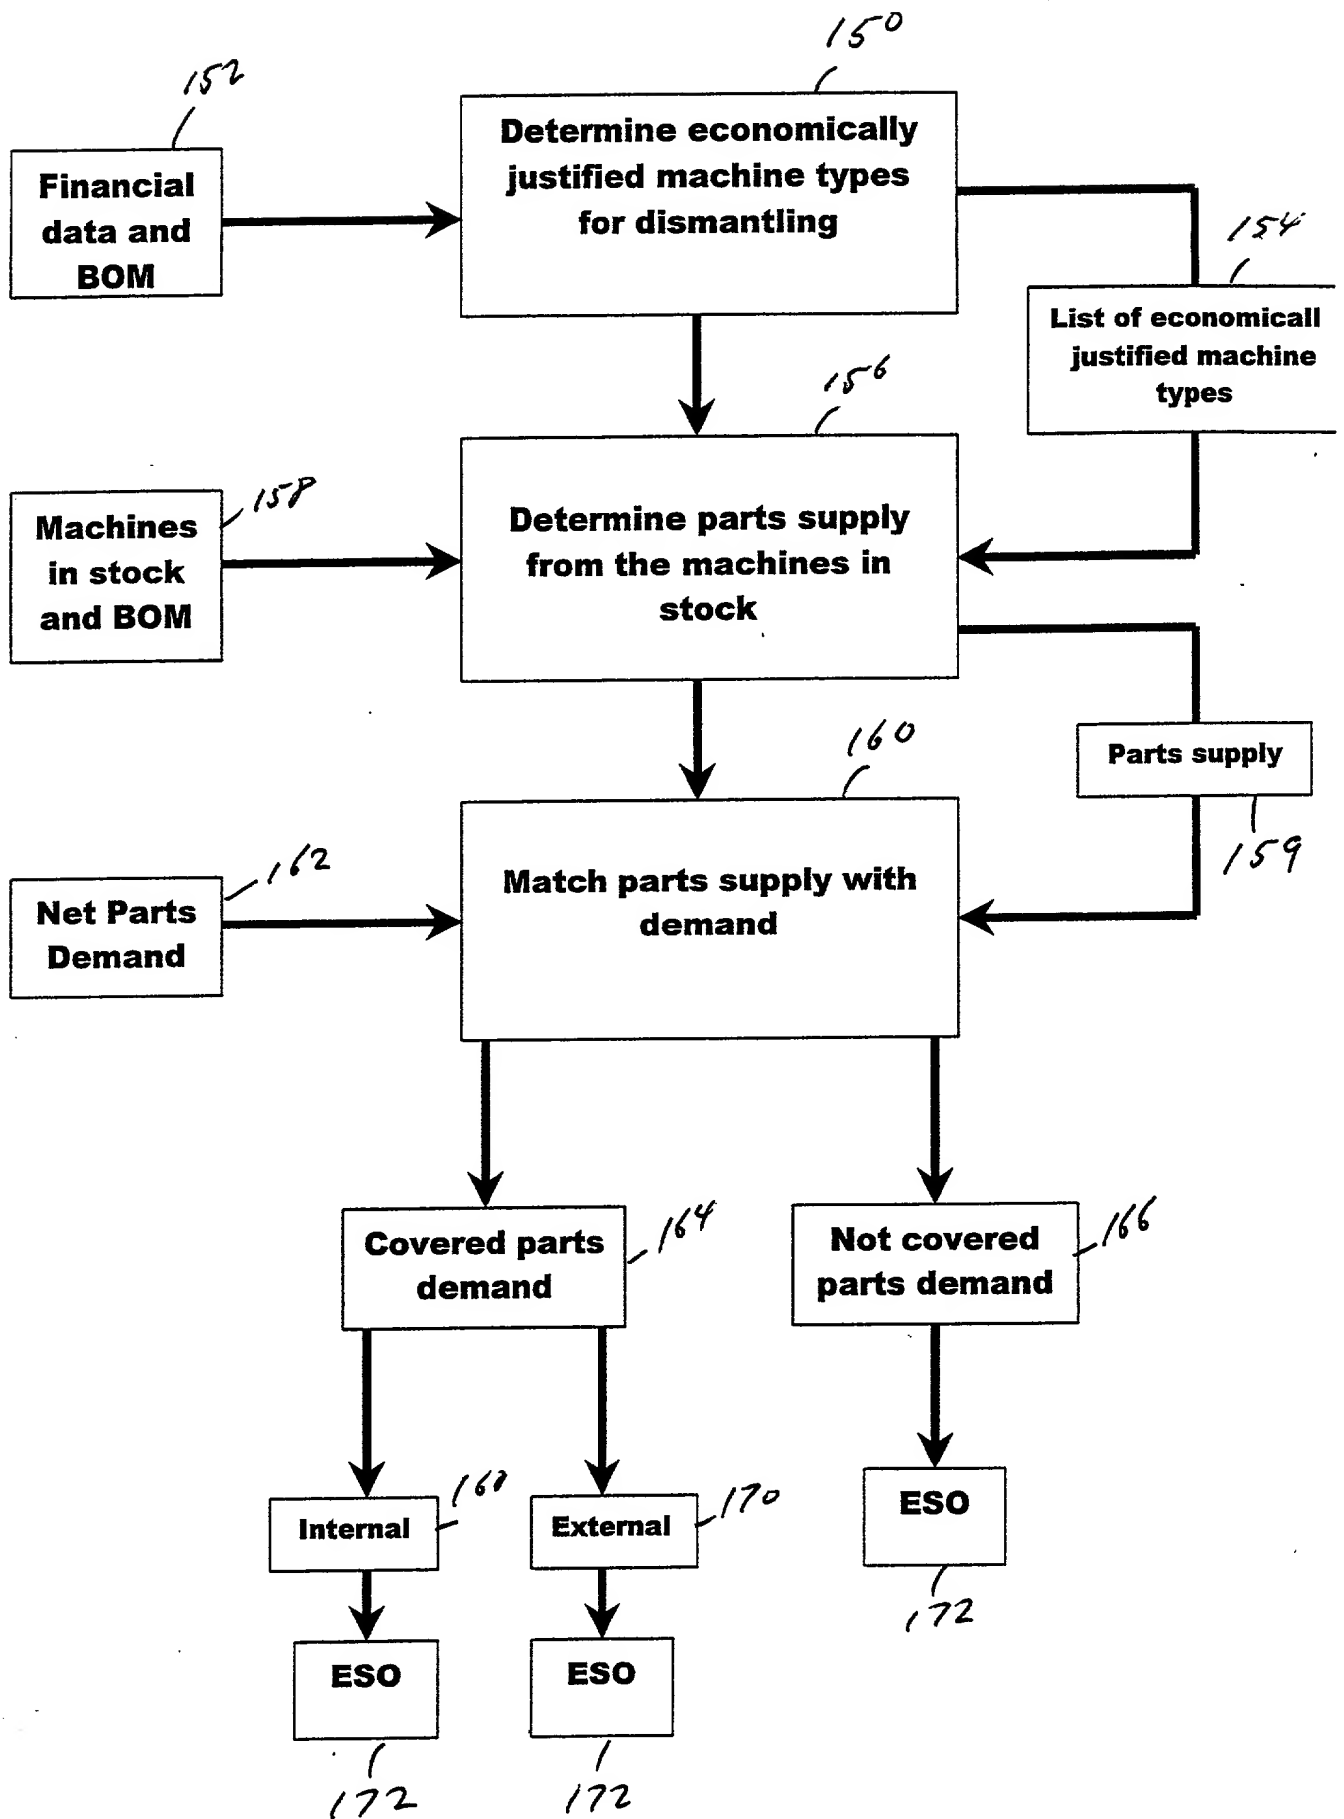 150
152
Determine economically
justified machine types
for dismantling
Financial
data and
BOM
154
List of economicall
justified machine
types
156
158
Machines
in stock
and BOM
Determine parts supply
from the machines in
stock
160
Parts supply
159
162
Net Parts
Demand
Match parts supply with
demand
164
Covered parts
demand
166
Not covered
parts demand
168
Internal
170
External
ESO
172
ESO
172
ESO
172